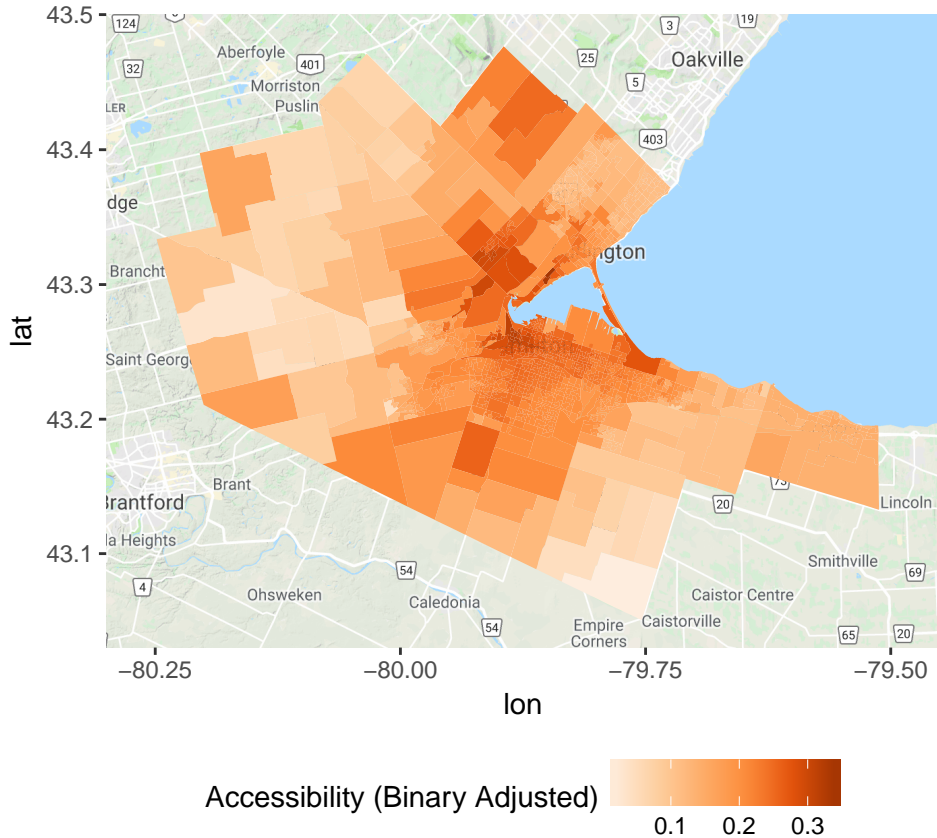 43.5
43.4
43.3
43.2
43.1
lat
124
6
3
19
Aberfoyle
401
25
Oakville
32
5
Morriston
Puslin
LER
403
dge
ngton
Brancht
Saint Georg
Brantford
Brant
la Heights
20
73
Lincoln
54
Smithville
4
69
Ohsweken
Caledonia
Caistor Centre
54
Empire
Corners
Caistorville
65
20
−80.25
−80.00
−79.75
−79.50
lon
Accessibility (Binary Adjusted)
0.1
0.2
0.3